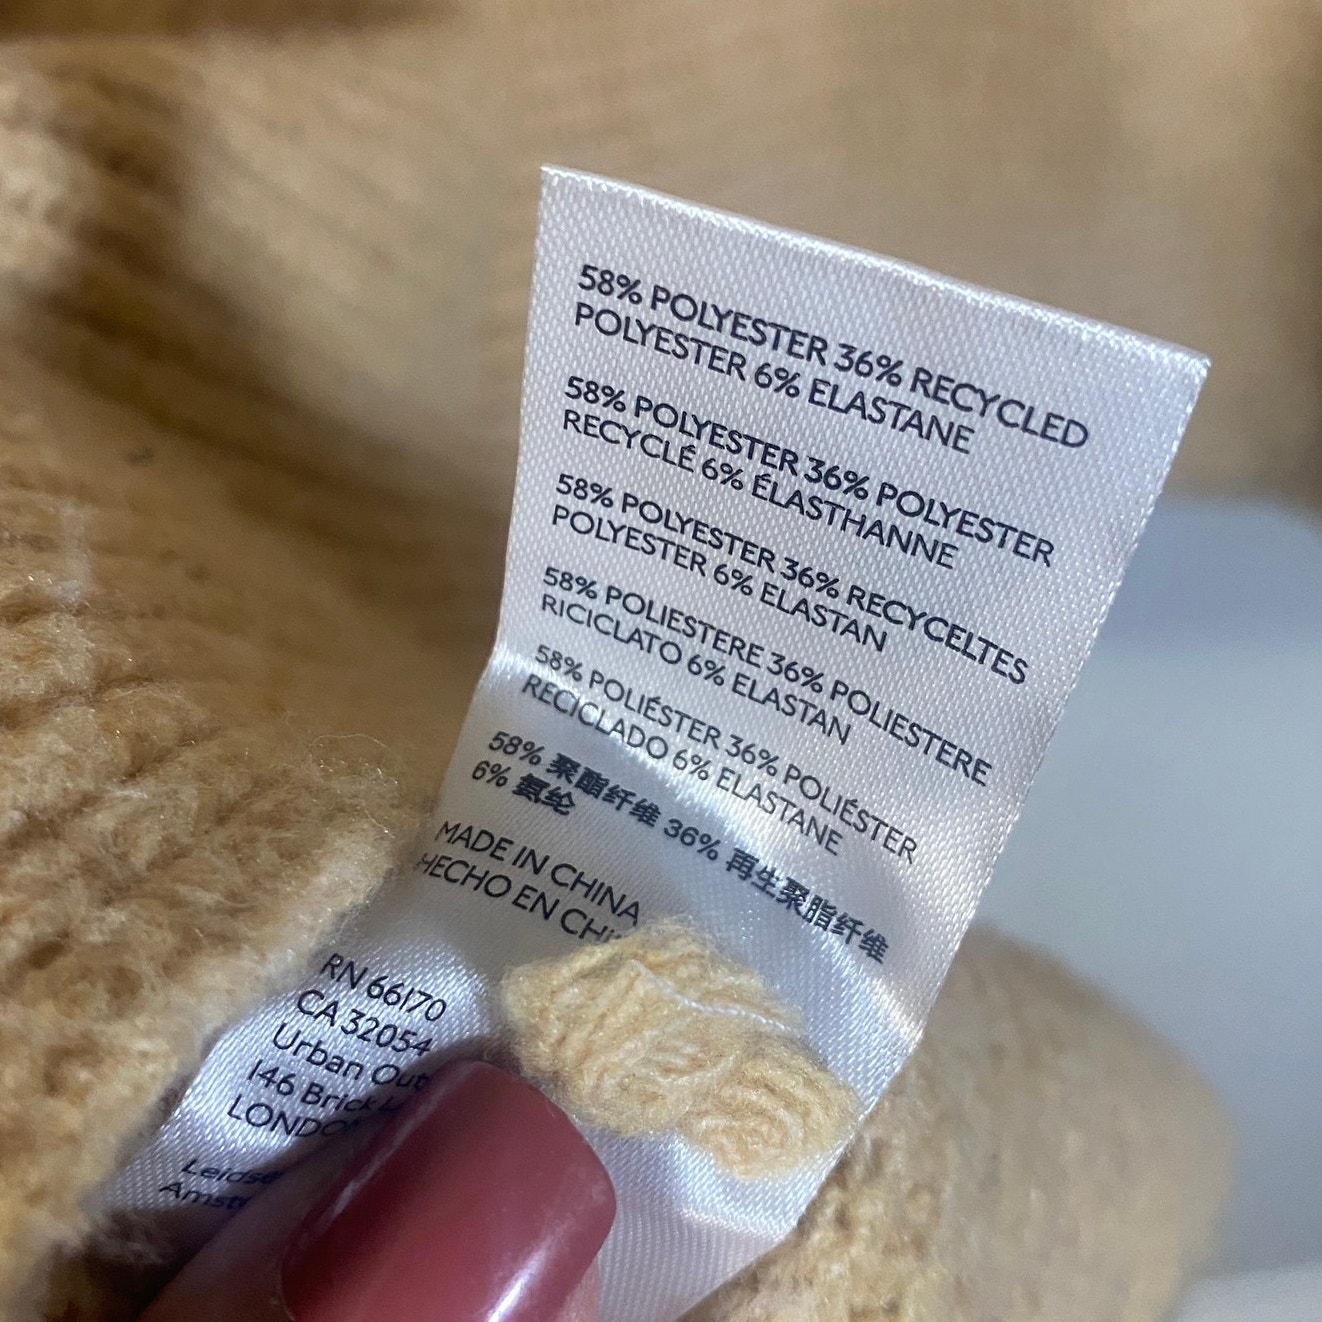 58% POLYESTER 36% RECYCLED
POLYESTER 6% ELASTANE
58% POLYESTER 36% POLYESTER
RECYCLÉ 6% ÉLASTHANNE
58% POLYESTER 36% RECYCELTES
POLYESTER 6% ELASTAN
58% POLIESTERE 36% POLIESTERE
RICICLATO 6% ELASTAN
58% POLIÉSTER 36% POLIÉSTER
RECICLADO 6% ELASTANE
58% 聚酯纤维 36% 再生聚脂纤维
6% 氨纶
MADE IN CHINA
HECHO EN
RN 66170
CA 32054
Urban
146 Brick